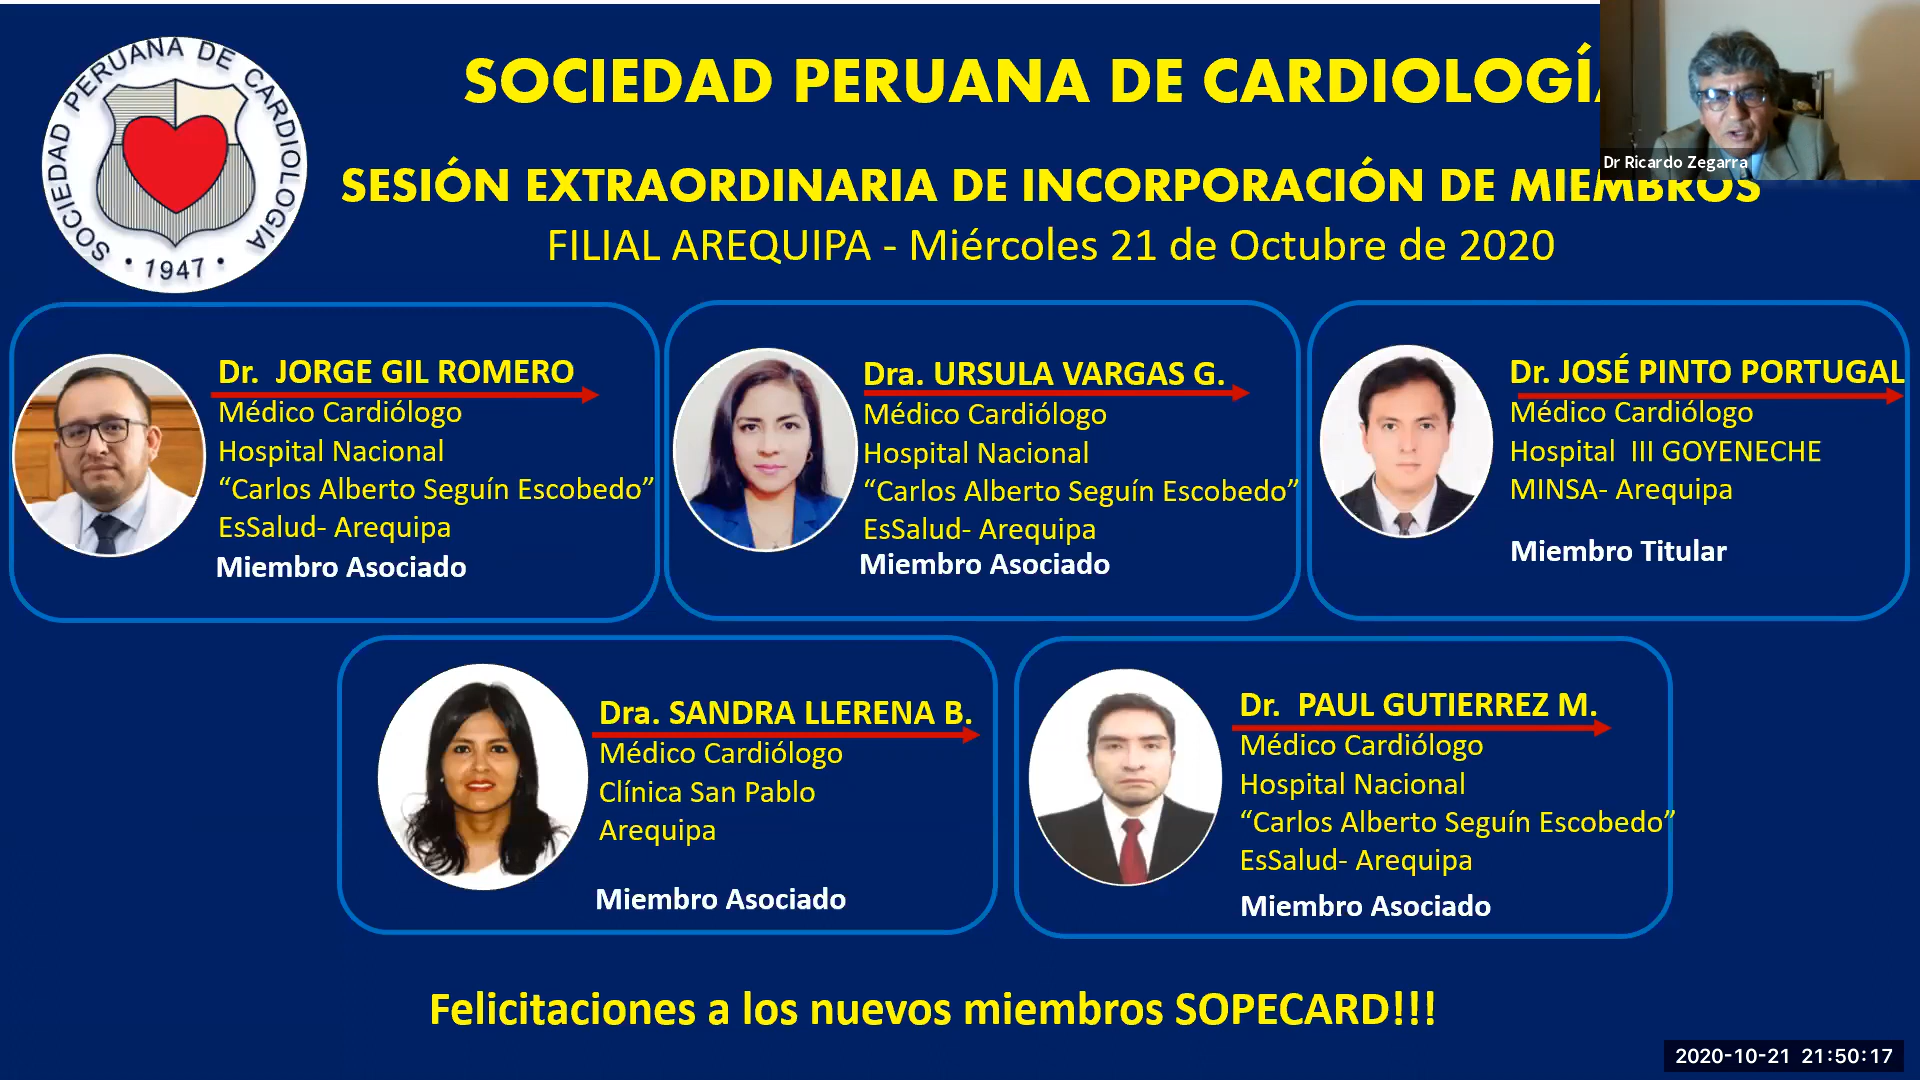 SOCIEDAD PERUANA DE CARDIOLOGÍA
• 1947 •
SOCIEDAD PERUANA DE CARDIOLOGÍA
Dr Ricardo Zegarra
SESIÓN EXTRAORDINARIA DE INCORPORACIÓN DE MIEMBROS
FILIAL AREQUIPA - Miércoles 21 de Octubre de 2020
Dr. JORGE GIL ROMERO
Médico Cardiólogo
Hospital Nacional
“Carlos Alberto Seguín Escobedo”
EsSalud- Arequipa
Miembro Asociado
Dra. URSULA VARGAS G.
Médico Cardiólogo
Hospital Nacional
“Carlos Alberto Seguín Escobedo”
EsSalud- Arequipa
Miembro Asociado
Dr. JOSÉ PINTO PORTUGAL
Médico Cardiólogo
Hospital III GOYENECHE
MINSA- Arequipa
Miembro Titular
Dra. SANDRA LLERENA B.
Médico Cardiólogo
Clínica San Pablo
Arequipa
Miembro Asociado
Dr. PAUL GUTIERREZ M.
Médico Cardiólogo
Hospital Nacional
“Carlos Alberto Seguín Escobedo”
EsSalud- Arequipa
Miembro Asociado
Felicitaciones a los nuevos miembros SOPECARD!!!
2020-10-21 21:50:17